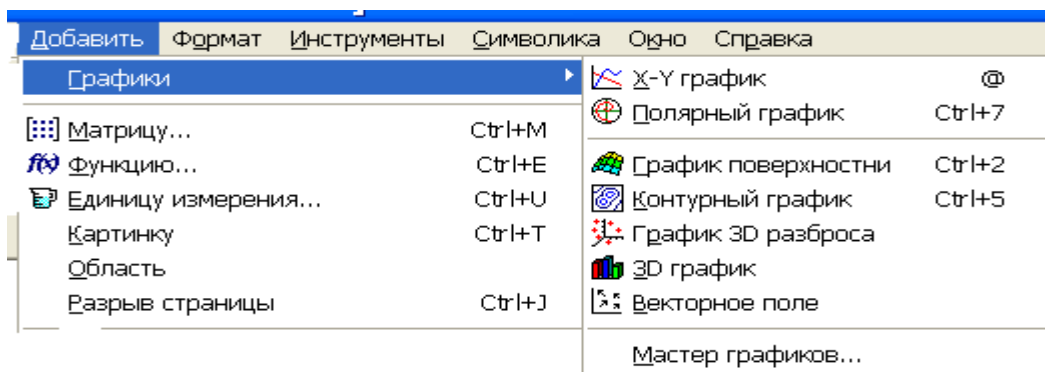 Добавить Формат Инструменты Символика Окно Справка
Графики
Матрицу... Ctrl+M
f(x) Функцию... Ctrl+E
Единицу измерения... Ctrl+U
Картинку Ctrl+T
Область
Разрыв страницы Ctrl+J
X-Y график @
Полярный график Ctrl+7
График поверхностни Ctrl+2
Контурный график Ctrl+5
График 3D разброса
3D график
Векторное поле
Мастер графиков...